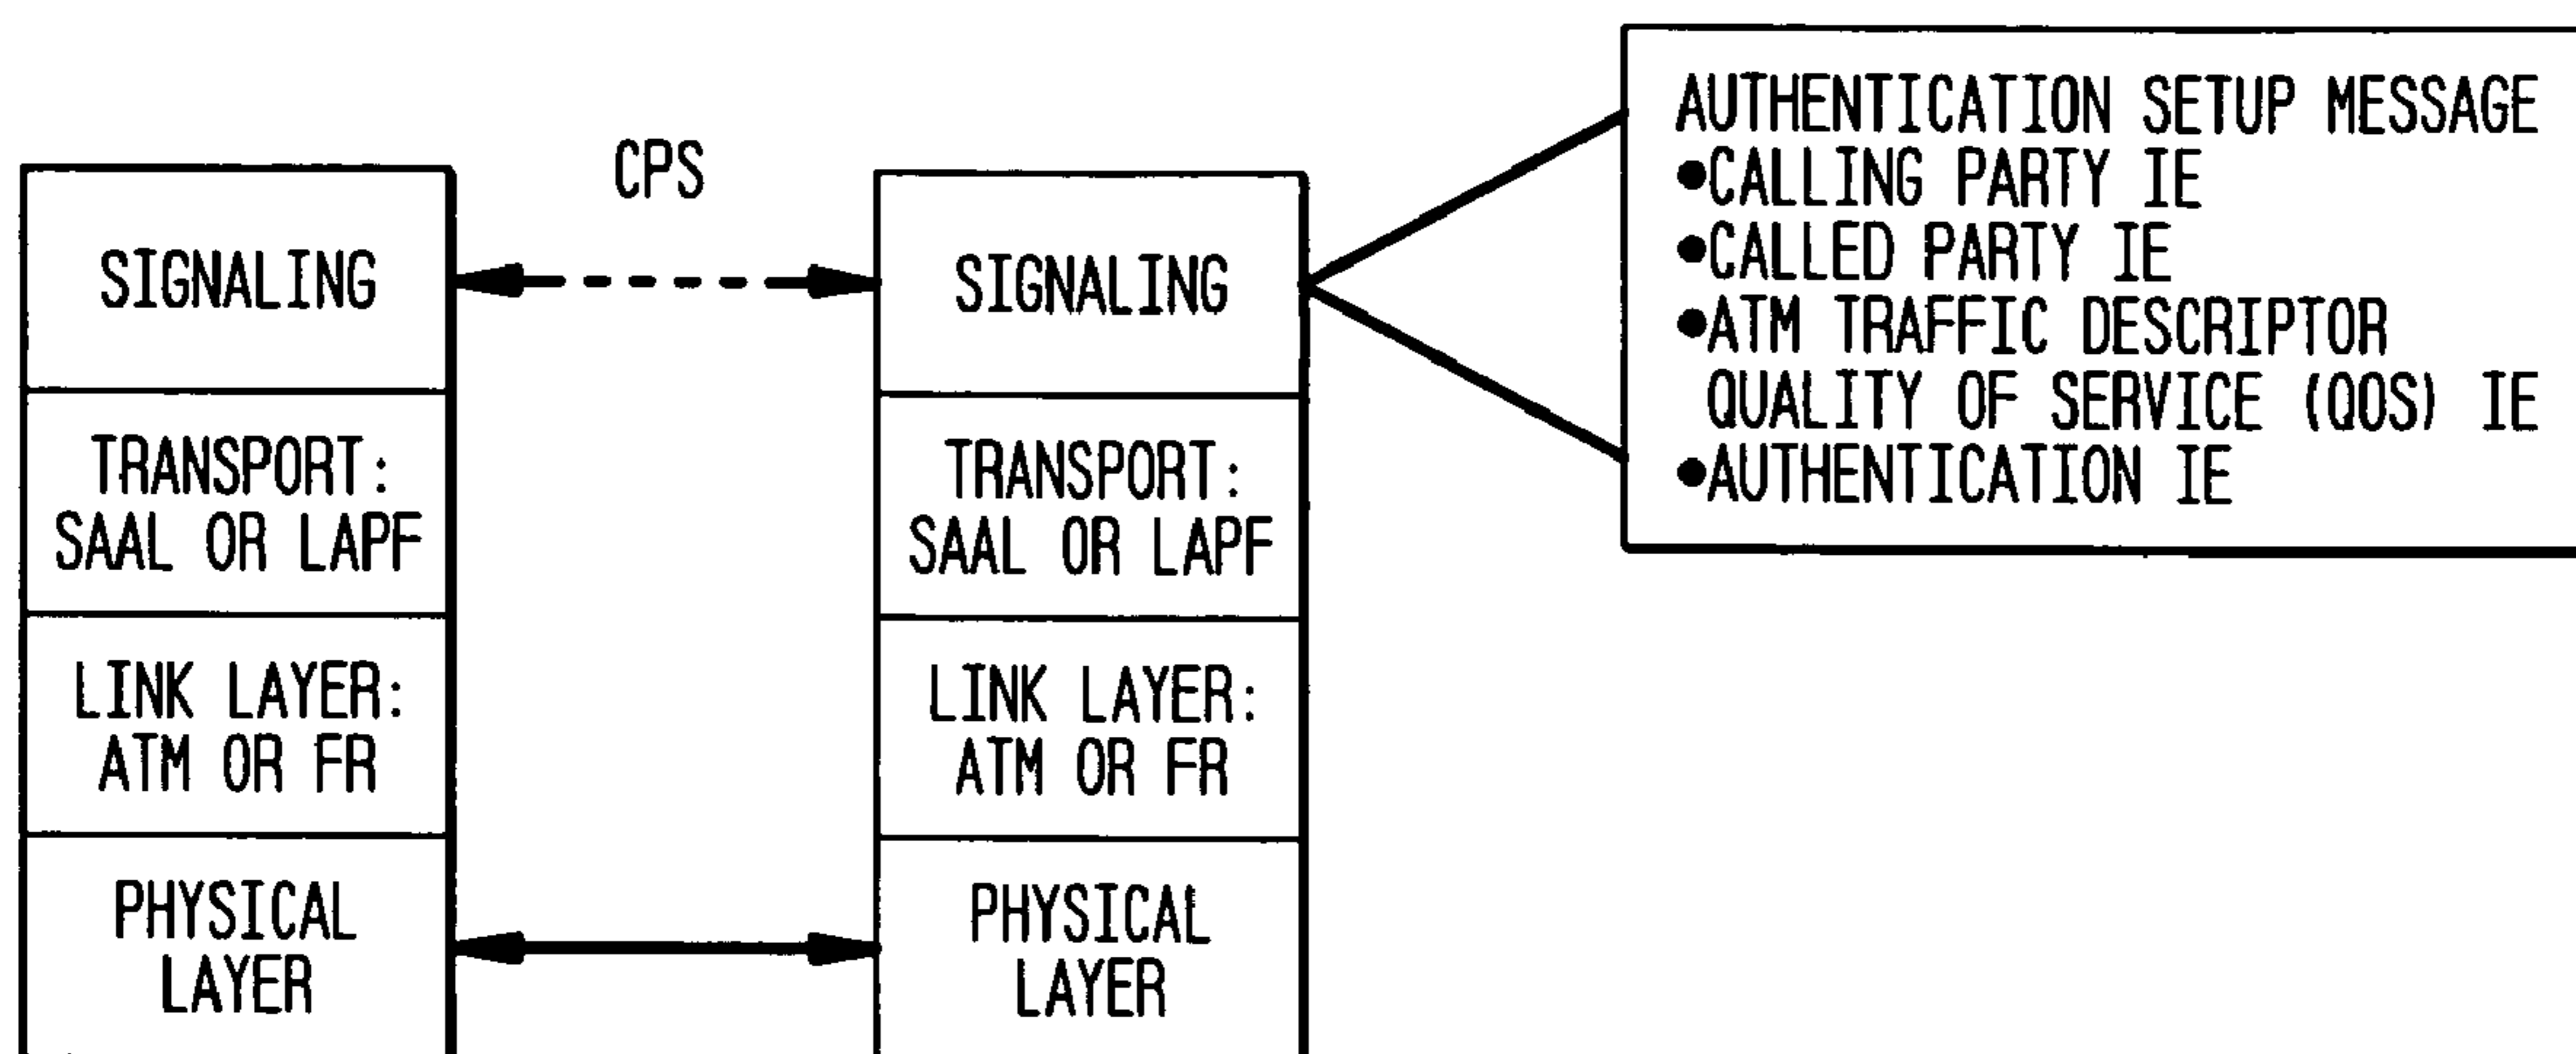 CPS
SIGNALING
TRANSPORT:
SAAL OR LAPF
LINK LAYER:
ATM OR FR
PHYSICAL
LAYER
SIGNALING
TRANSPORT:
SAAL OR LAPF
LINK LAYER:
ATM OR FR
PHYSICAL
LAYER
AUTHENTICATION SETUP MESSAGE
●CALLING PARTY IE
●CALLED PARTY IE
●ATM TRAFFIC DESCRIPTOR
QUALITY OF SERVICE (QOS) IE
●AUTHENTICATION IE